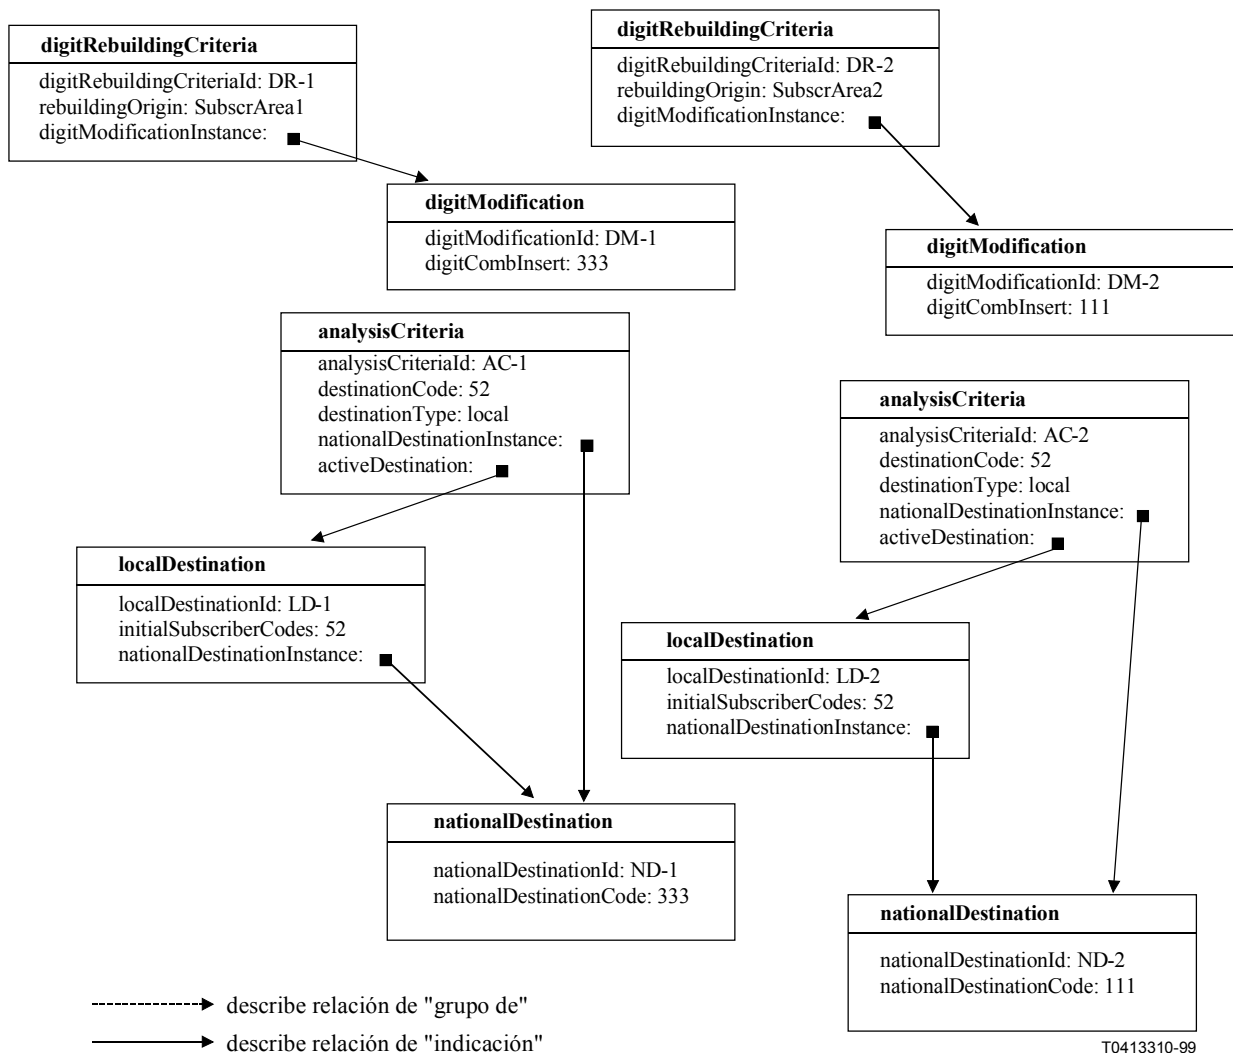 digitRebuildingCriteria
digitRebuildingCriteriaId: DR-1
rebuildingOrigin: SubscrArea1
digitModificationInstance:
digitRebuildingCriteria
digitRebuildingCriteriaId: DR-2
rebuildingOrigin: SubscrArea2
digitModificationInstance:
digitModification
digitModificationId: DM-1
digitCombInsert: 333
digitModification
digitModificationId: DM-2
digitCombInsert: 111
analysisCriteria
analysisCriteriaId: AC-1
destinationCode: 52
destinationType: local
nationalDestinationInstance:
activeDestination:
analysisCriteria
analysisCriteriaId: AC-2
destinationCode: 52
destinationType: local
nationalDestinationInstance:
activeDestination:
localDestination
localDestinationId: LD-1
initialSubscriberCodes: 52
nationalDestinationInstance:
localDestination
localDestinationId: LD-2
initialSubscriberCodes: 52
nationalDestinationInstance:
nationalDestination
nationalDestinationId: ND-1
nationalDestinationCode: 333
nationalDestination
nationalDestinationId: ND-2
nationalDestinationCode: 111
describe relación de "grupo de"
describe relación de "indicación"
T0413310-99